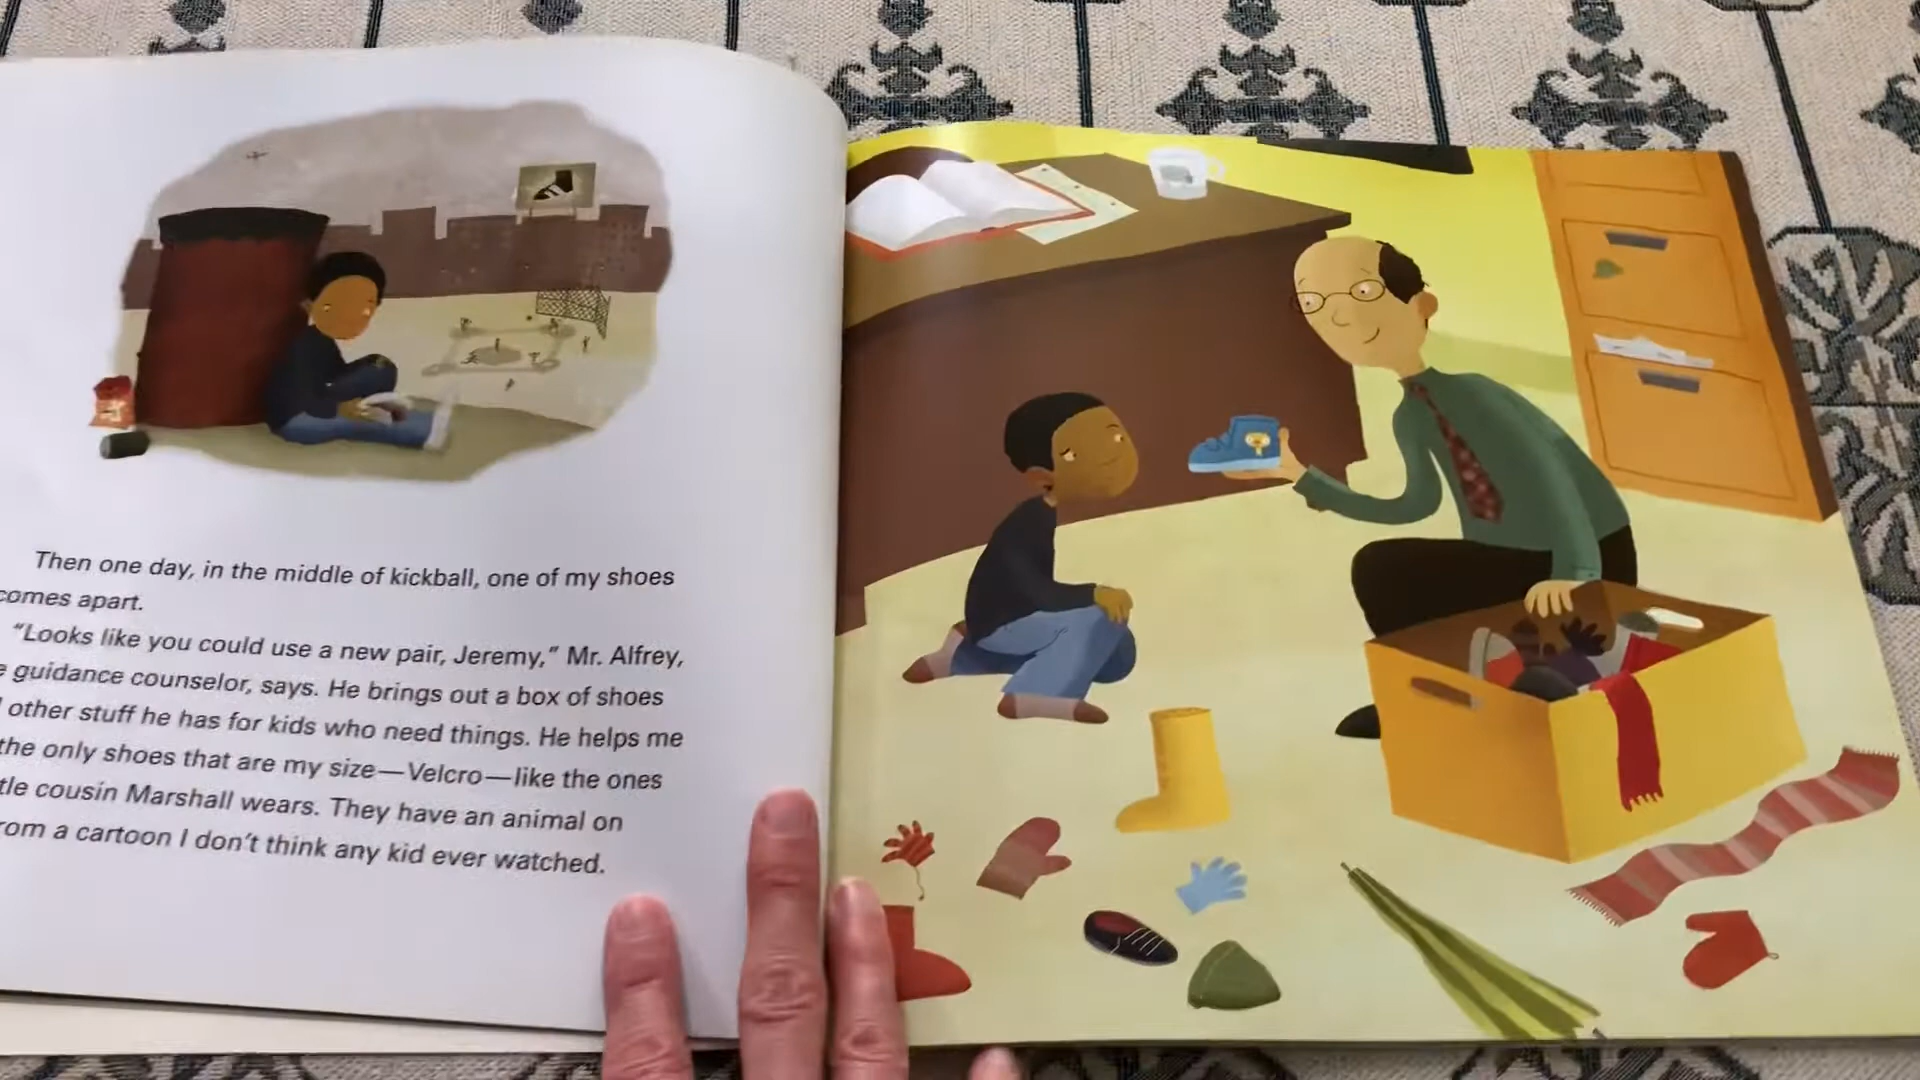 Then one day, in the middle of kickball, one of my shoes
comes apart.
"Looks like you could use a new pair, Jeremy," Mr. Alfrey,
guidance counselor, says. He brings out a box of shoes
other stuff he has for kids who need things. He helps me
the only shoes that are my size—Velcro—like the ones
cousin Marshall wears. They have an animal on
a cartoon I don't think any kid ever watched.